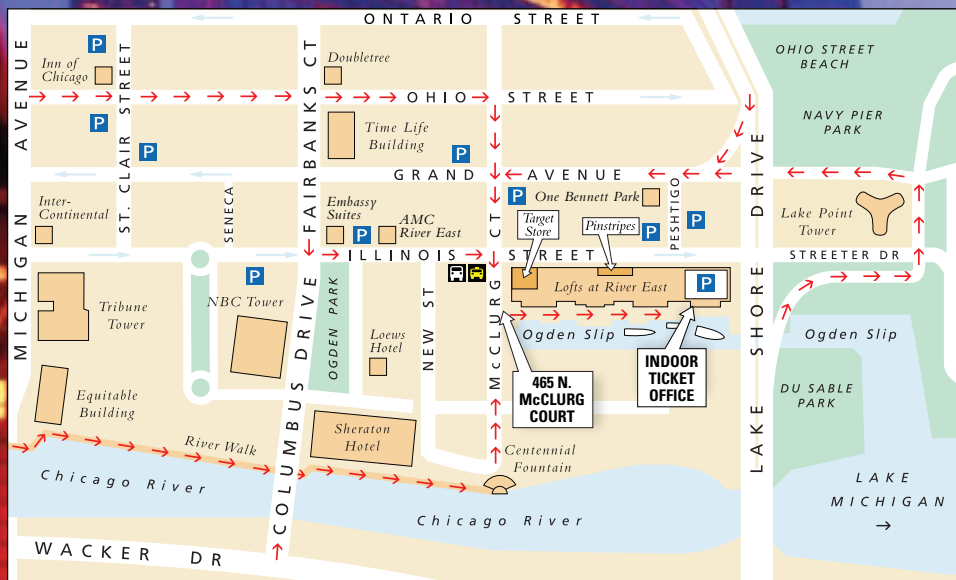 ONTARIO STREET
MICHIGAN AVENUE
P
Inn of
Chicago
ST. CLAIR STREET
FAIRBANKS CT
Doubletree
OHIO STREET
BEACH
OHIO STREET
P
P
Time Life
Building
P
NAVY PIER
PARK
GRAND AVENUE
Inter-
Continental
SENECA
Embassy
Suites
P
AMC
River East
McCLURG CT
P
Target
Store
One Bennett Park
Pinstripes
P
PESHTIGO
P
LAKE SHORE DRIVE
Lake Point
Tower
ILLINOIS STREET
STREETER DR
P
NBC Tower
Tribune
Tower
COLUMBUS DRIVE
OGDEN PARK
Loews
Hotel
NEW ST
McCLURG
Lofts at River East
P
Ogden Slip
Ogden Slip
465 N.
McCLURG
COURT
INDOOR
TICKET
OFFICE
Equitable
Building
DU SABLE
PARK
River Walk
Sheraton
Hotel
Centennial
Fountain
Chicago River
Chicago River
LAKE
MICHIGAN
WACKER DR